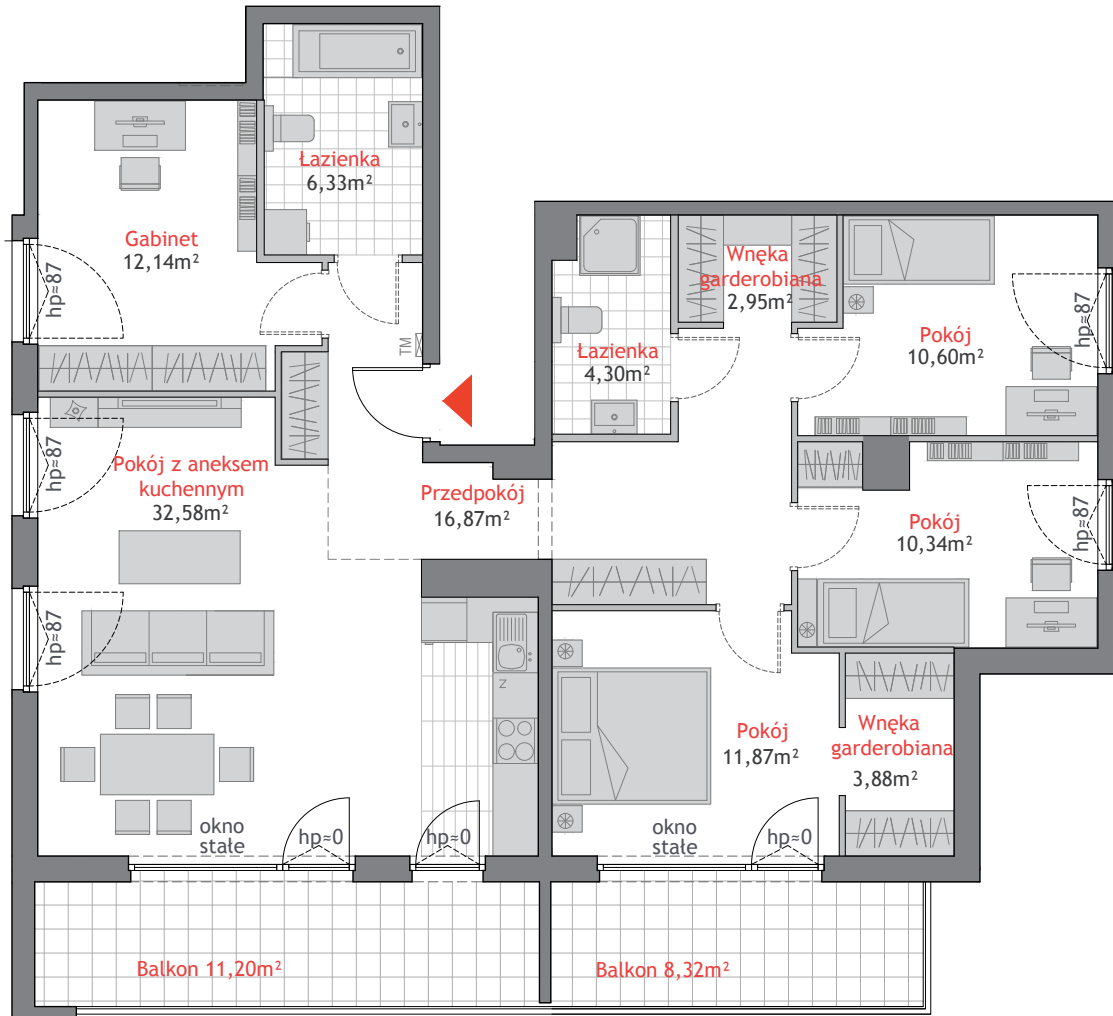 Łazienka
6,33m²
Gabinet
12,14m²
hp≈87
TM
Wnęka
garderobiana
2,95m²
Łazienka
4,30m²
Pokój
10,60m²
hp≈87
Pokój z aneksem
kuchennym
32,58m²
hp≈87
Przedpokój
16,87m²
Pokój
10,34m²
hp≈87
hp≈87
Z
Pokój
11,87m²
Wnęka
garderobiana
3,88m²
okno
stałe
hp≈0
hp≈0
okno
stałe
hp≈0
Balkon 11,20m²
Balkon 8,32m²